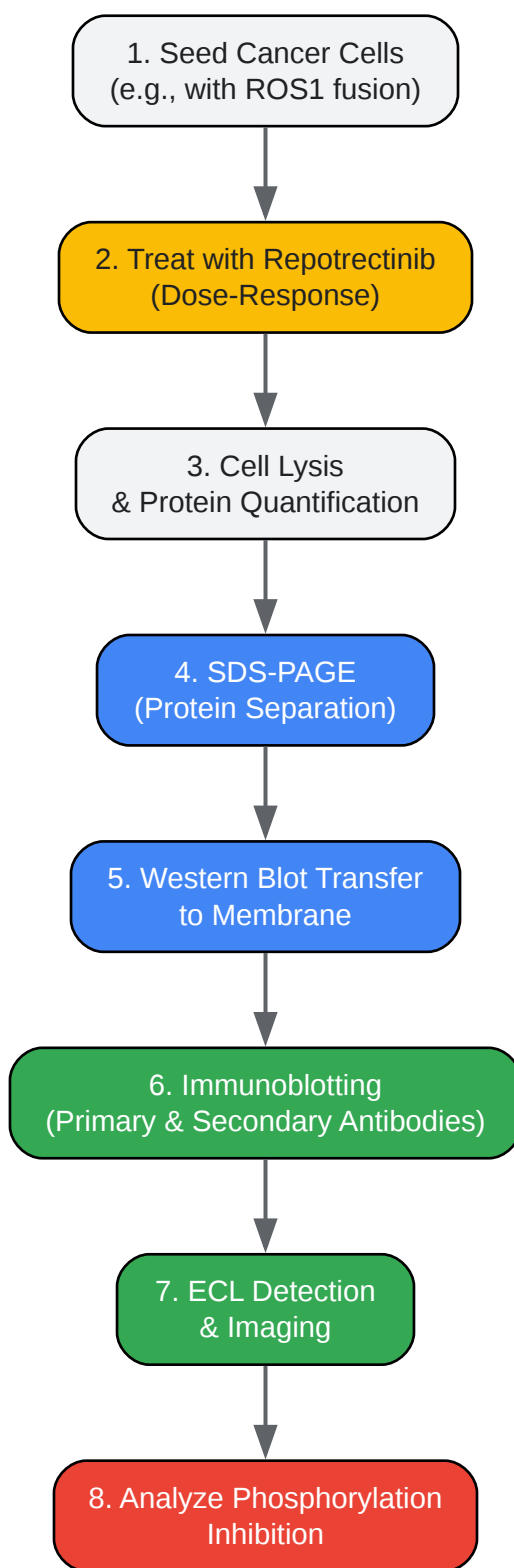 1. Seed Cancer Cells
(e.g., with ROS1 fusion)
2. Treat with Repotrectinib
(Dose-Response)
3. Cell Lysis
& Protein Quantification
4. SDS-PAGE
(Protein Separation)
5. Western Blot Transfer
to Membrane
6. Immunoblotting
(Primary & Secondary Antibodies)
7. ECL Detection
& Imaging
8. Analyze Phosphorylation
Inhibition